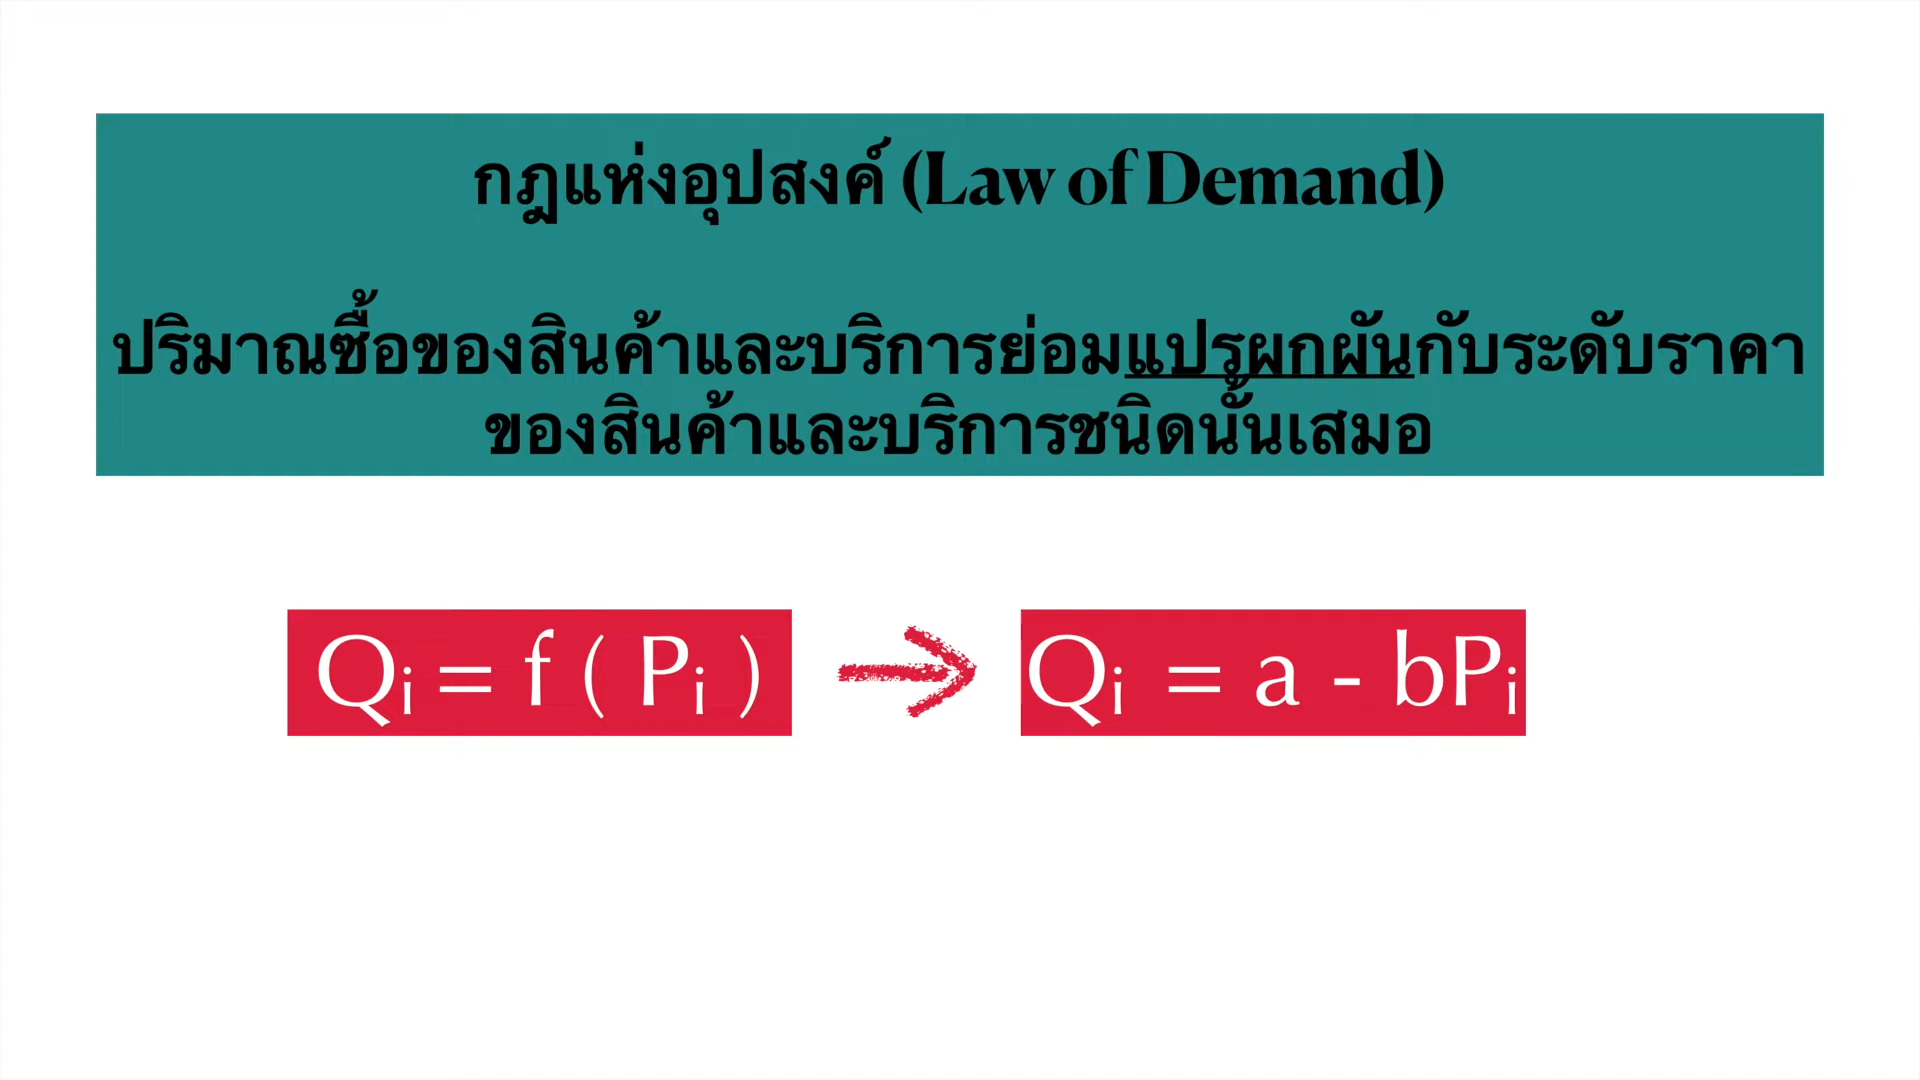 กฎแห่งอุปสงค์ (Law of Demand)
ปริมาณซื้อของสินค้าและบริการย่อมแปรผกผันกับระดับราคา
ของสินค้าและบริการชนิดนั้นเสมอ
Qi = f ( Pi ) → Qi = a - bPi